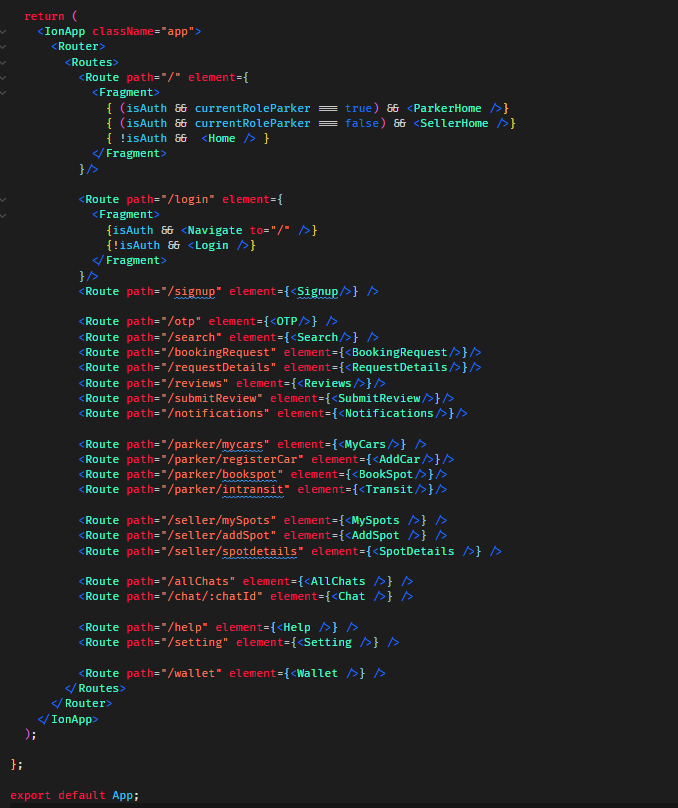 return (
<IonApp className="app">
<Router>
<Routes>
<Route path="/" element={
<Fragment>
{ (isAuth && currentRoleParker === true) && <ParkerHome />}
{ (isAuth && currentRoleParker === false) && <SellerHome />}
{ !isAuth &&  <Home /> }
</Fragment>
}/>
<Route path="/login" element={
<Fragment>
{isAuth && <Navigate to="/" />}
{!isAuth && <Login />}
</Fragment>
}/>
<Route path="/signup" element={<Signup/>} />
<Route path="/otp" element={<OTP/>} />
<Route path="/search" element={<Search/>} />
<Route path="/bookingRequest" element={<BookingRequest/>}/>
<Route path="/requestDetails" element={<RequestDetails/>}/>
<Route path="/reviews" element={<Reviews/>}/>
<Route path="/submitReview" element={<SubmitReview/>}/>
<Route path="/notifications" element={<Notifications/>}/>
<Route path="/parker/mycars" element={<MyCars/>} />
<Route path="/parker/registerCar" element={<AddCar/>}/>
<Route path="/parker/bookspot" element={<BookSpot/>}/>
<Route path="/parker/intransit" element={<Transit/>}/>
<Route path="/seller/mySpots" element={<MySpots />} />
<Route path="/seller/addSpot" element={<AddSpot />} />
<Route path="/seller/spotdetails" element={<SpotDetails />} />
<Route path="/allChats" element={<AllChats />} />
<Route path="/chat/:chatId" element={<Chat />} />
<Route path="/help" element={<Help />} />
<Route path="/setting" element={<Setting />} />
<Route path="/wallet" element={<Wallet />} />
</Routes>
</Router>
</IonApp>
);
};
export default App;